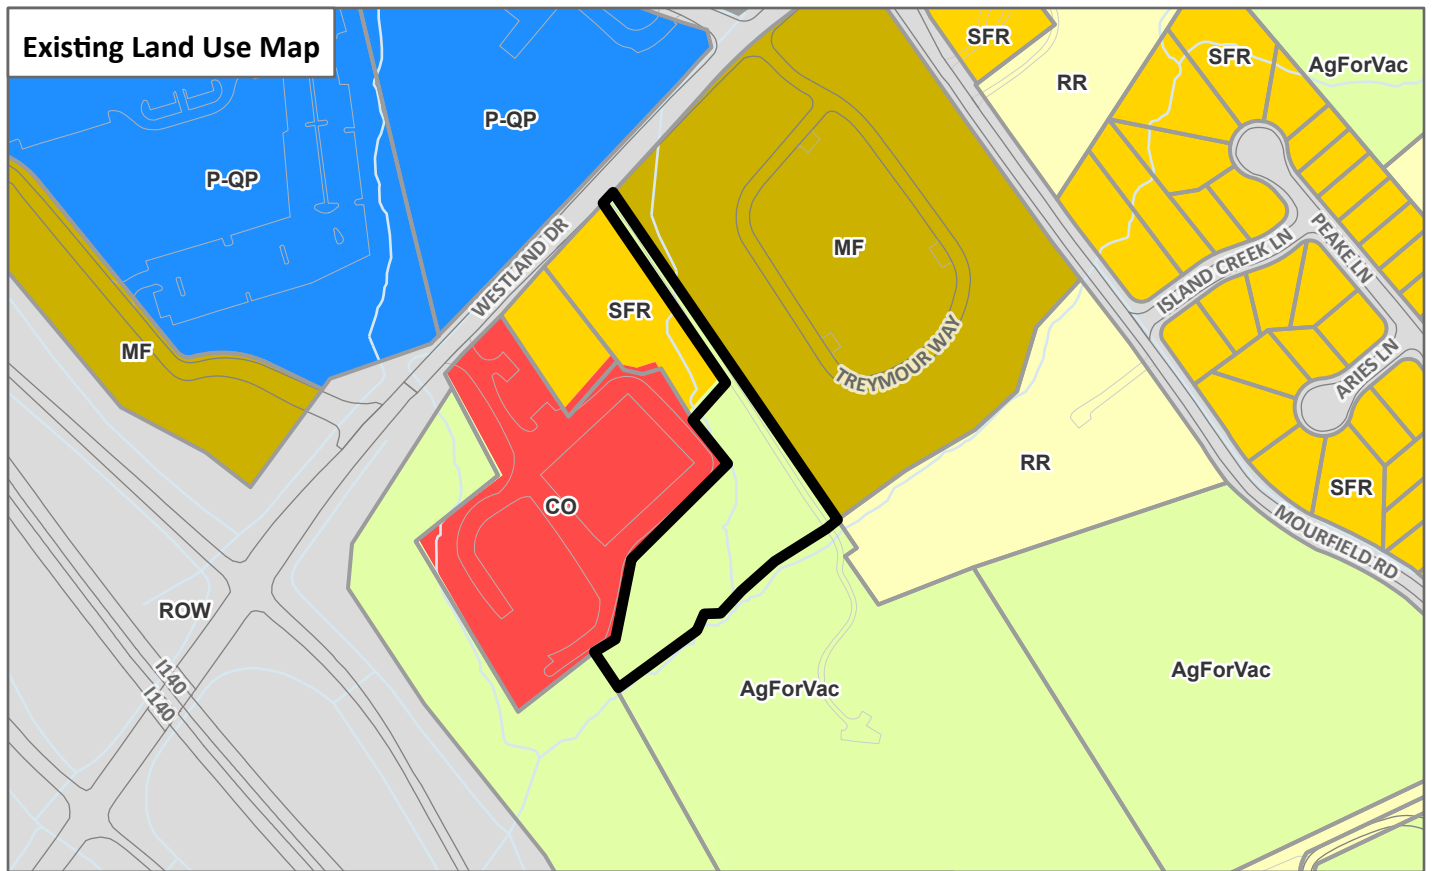 Existing Land Use Map
SFR
SFR
AgForVac
RR
P-QP
P-QP
WESTLAND DR
MF
PEAKE LN
ISLAND CREEK LN
SFR
MF
TREYMOUR WAY
ARIES LN
RR
SFR
CO
MOURFIELD RD
ROW
I140
I140
AgForVac
AgForVac